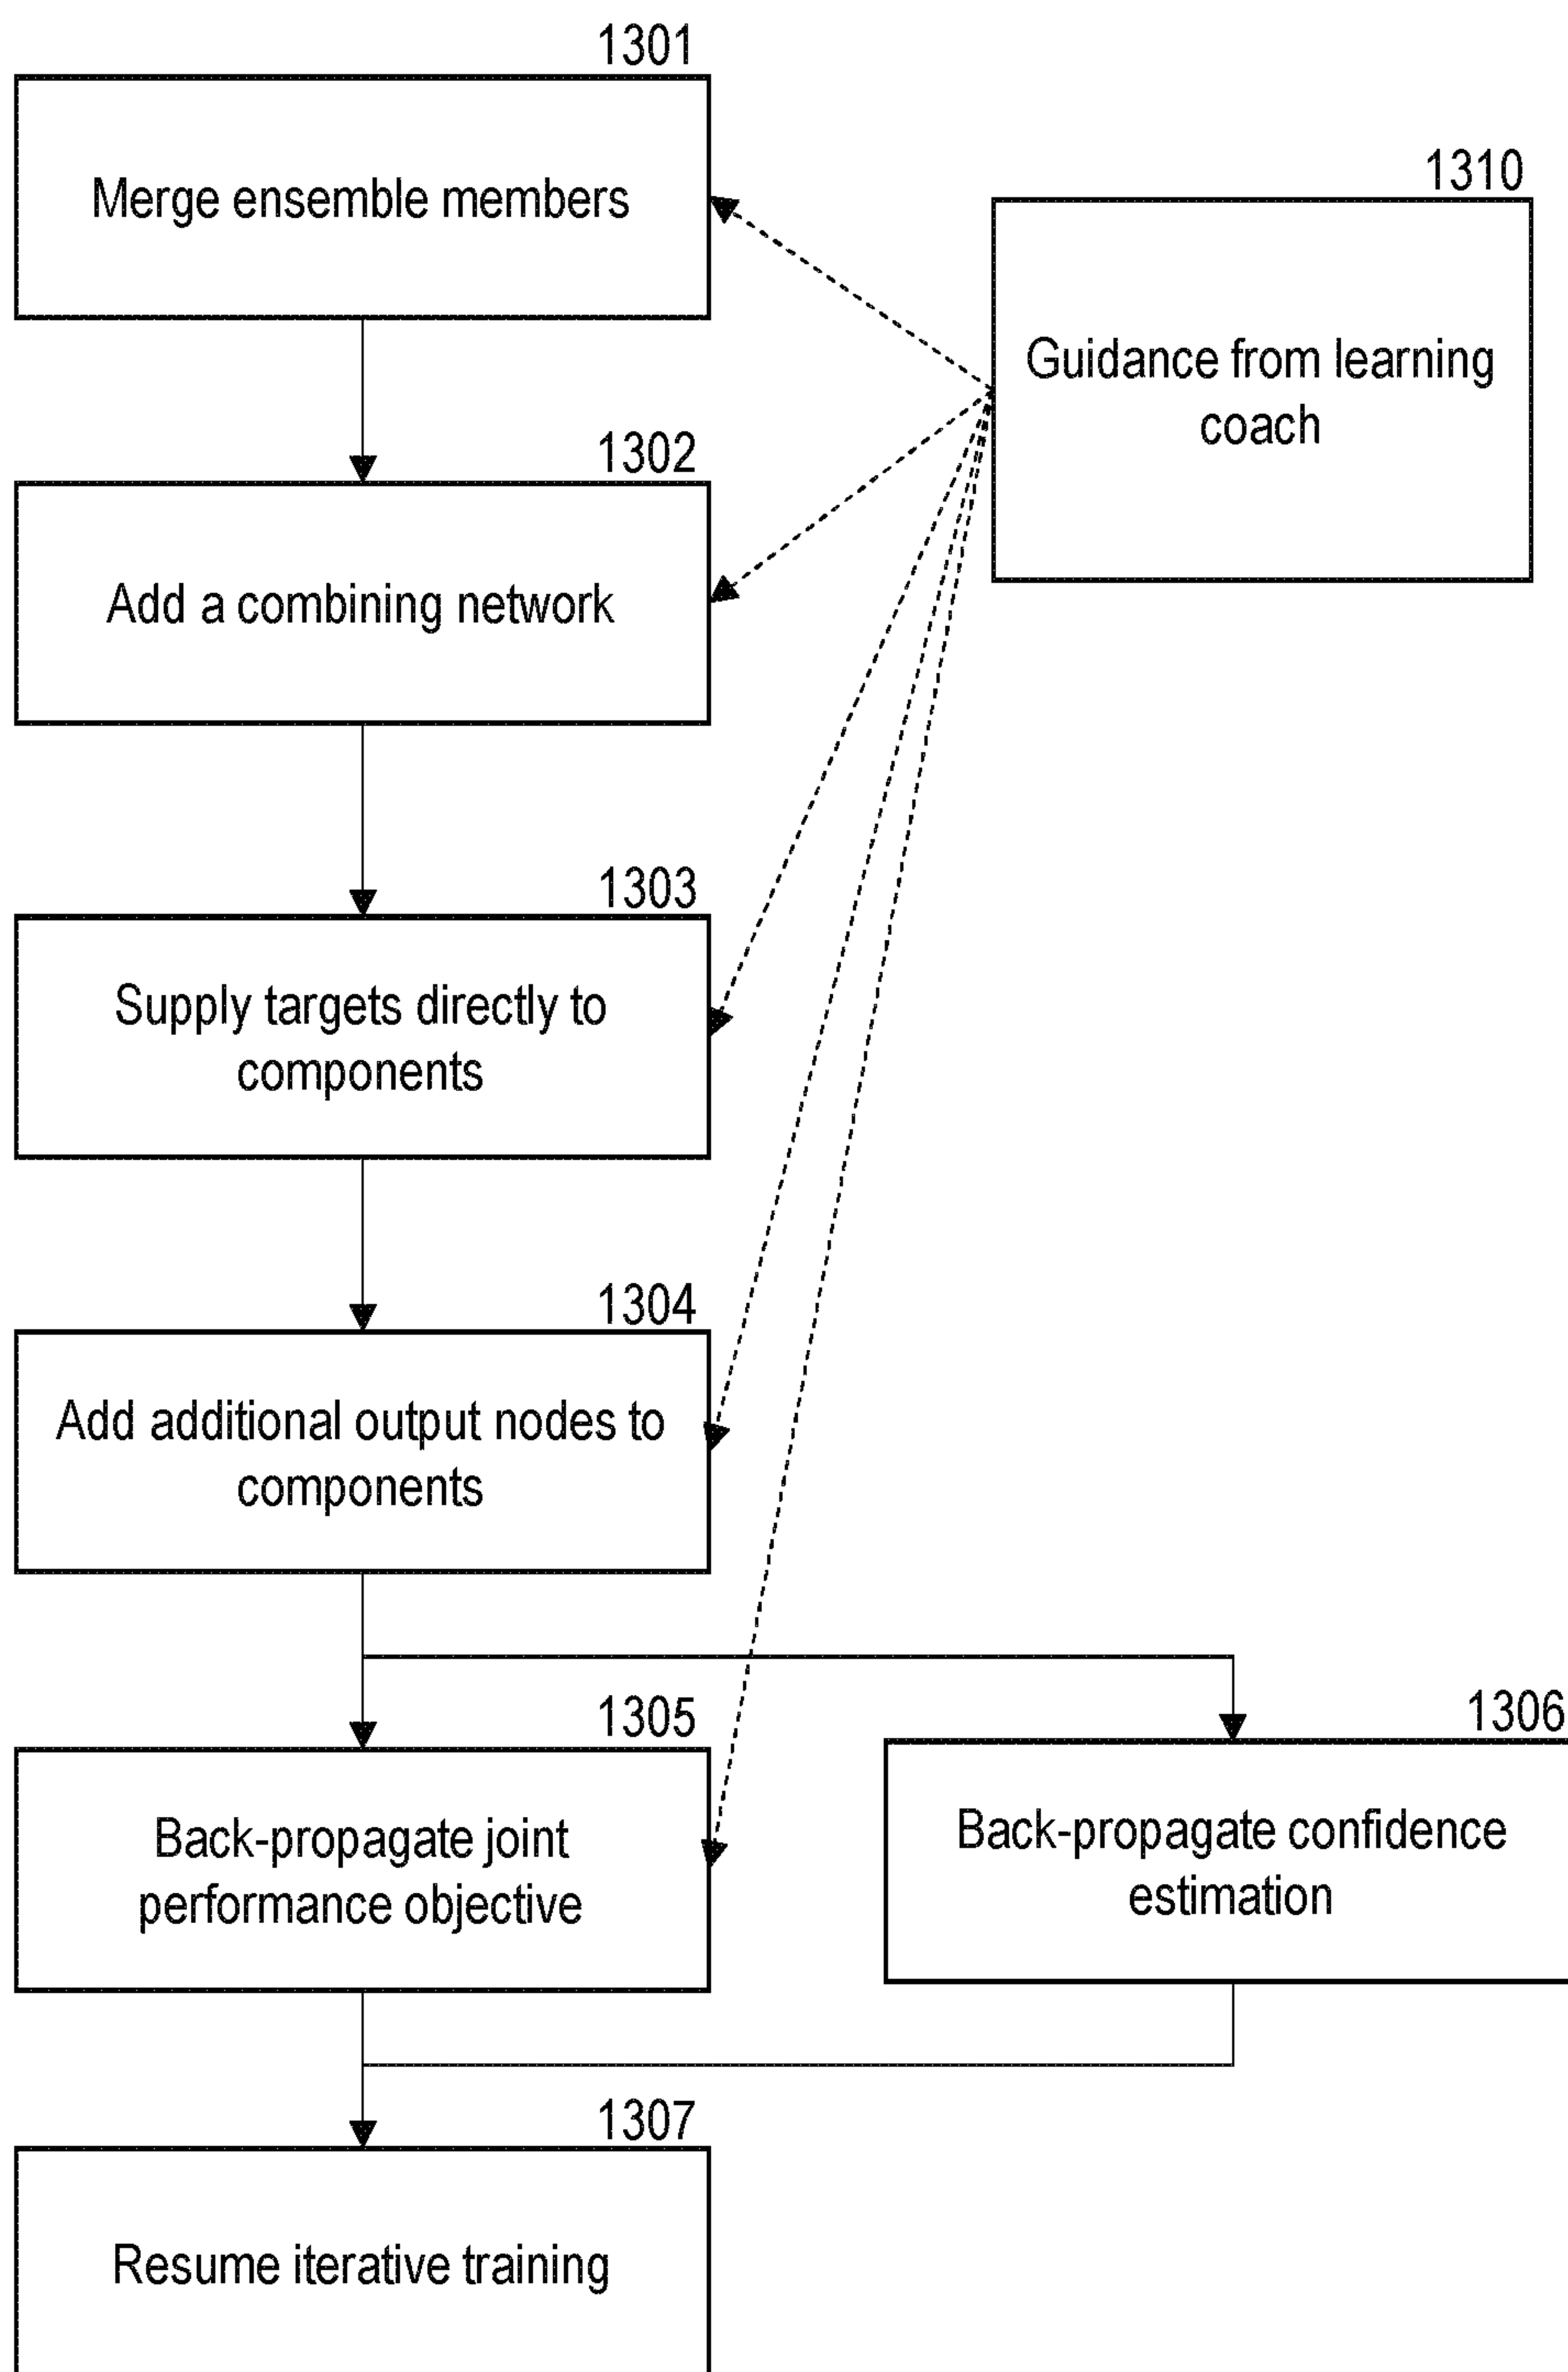 1301
Merge ensemble members
1310
Guidance from learning
coach
1302
Add a combining network
1303
Supply targets directly to
components
1304
Add additional output nodes to
components
1305
Back-propagate joint
performance objective
1306
Back-propagate confidence
estimation
1307
Resume iterative training